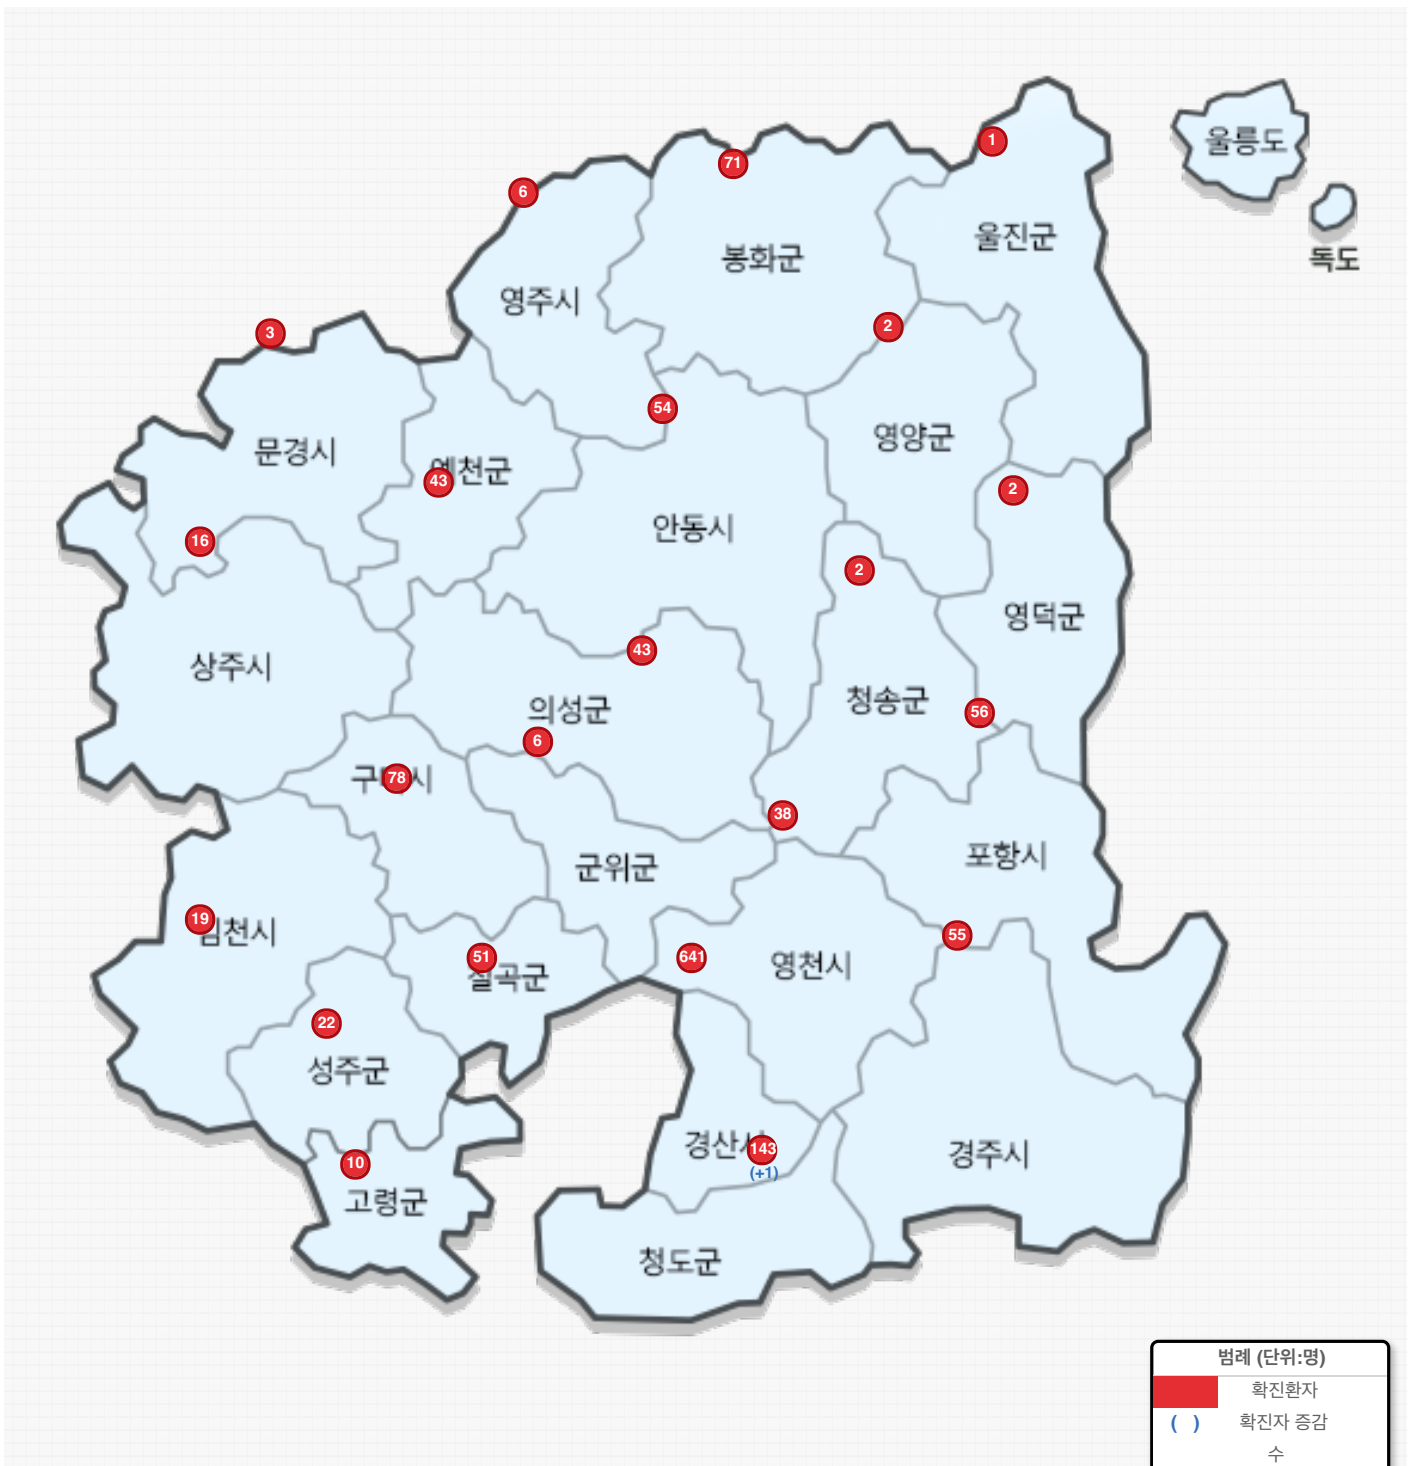 1
울릉도
71
6
울진군
봉화군
독도
영주시
2
3
54
영양군
문경시
예천군
43
2
안동시
16
2
영덕군
43
상주시
청송군
의성군
56
6
78
38
포항시
군위군
19
천시
55
51
641
영천시
칠곡군
22
성주군
경산시
143
(+1)
경주시
10
고령군
청도군
범례 (단위:명)
확진환자
( ) 확진자 증감
수